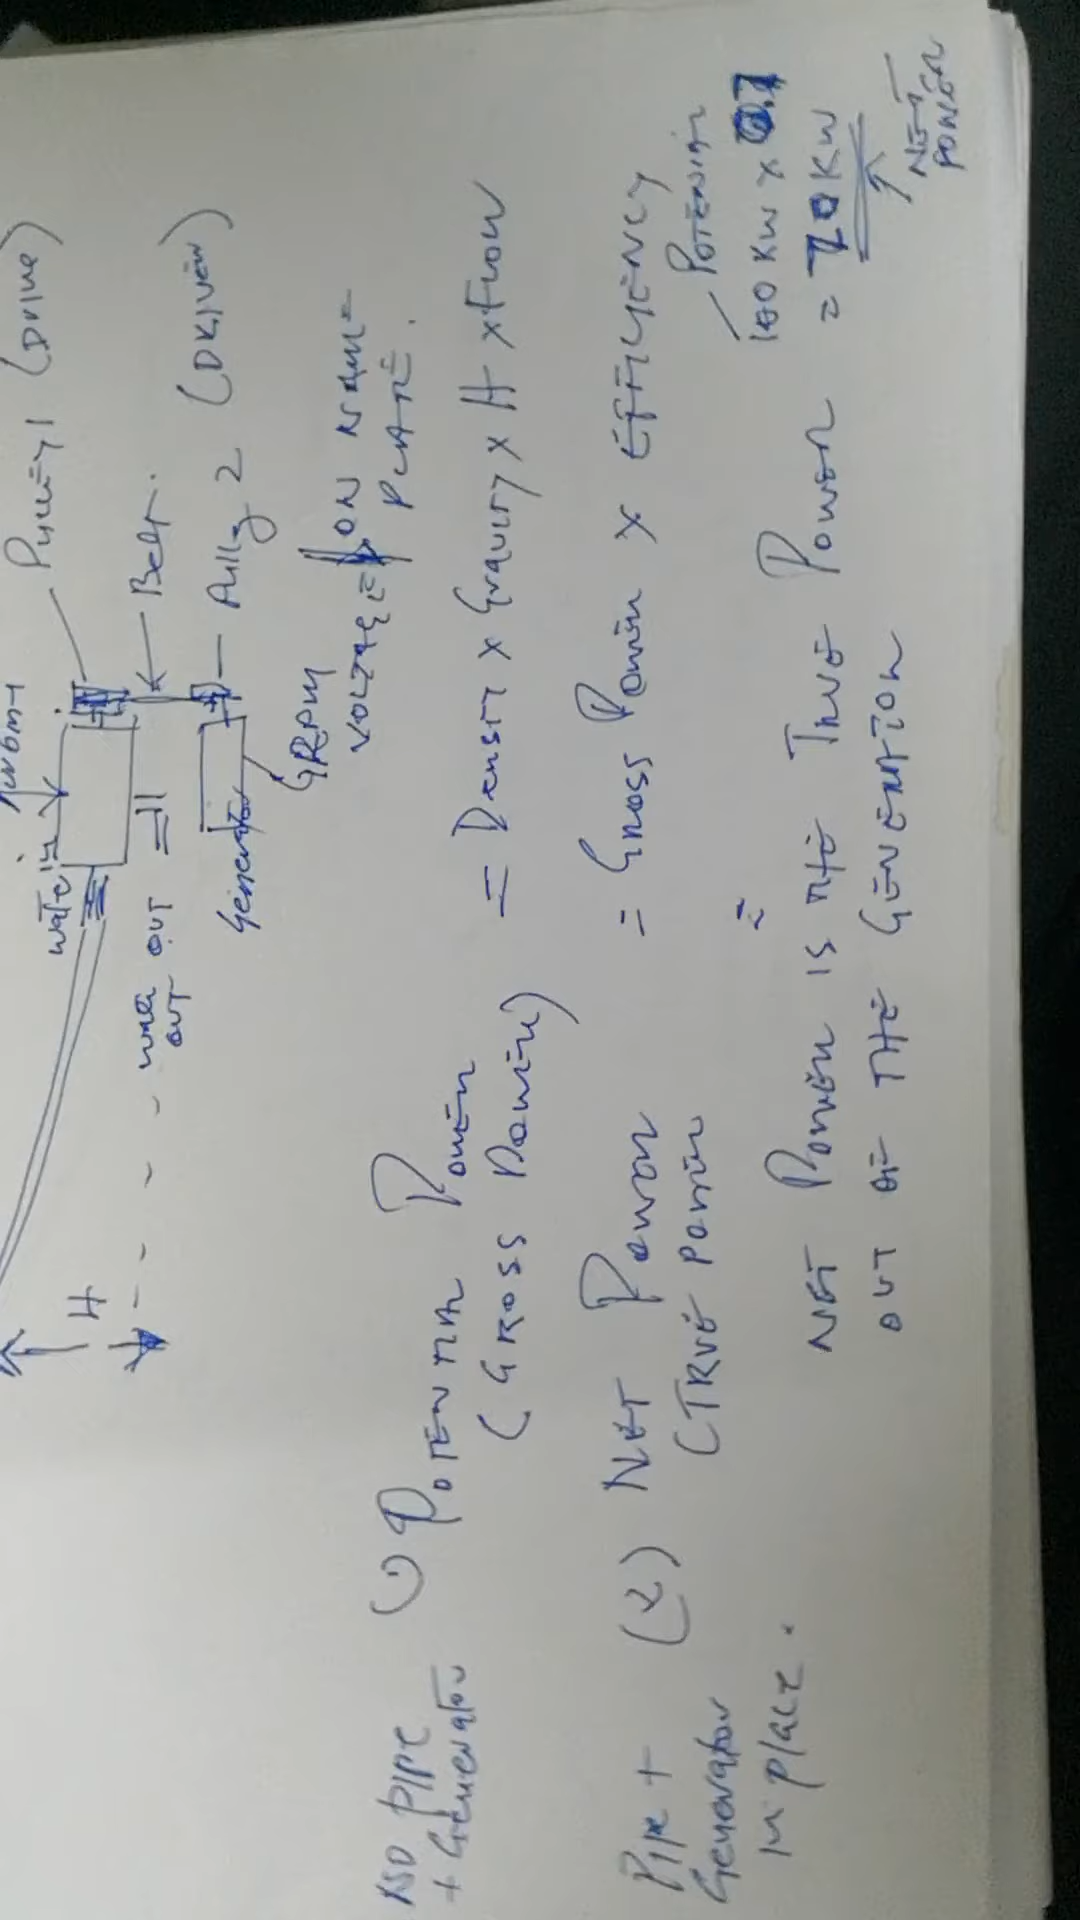 Pulley 1 (Drive)
water in
Belt.
Pully 2 (DRIVEN)
H
water OUT
OUT
Generator
RPM
VOLTAGE
ON NAME
PLATE.
NO PIPE
+ Generator
(1) POTENTIAL Power = Density x Gravity x H x Flow
(GROSS Power)
Pipe +
Generator
in place.
(2) NET Power = Gross Power x EFFICIENCY
(TRUE Power
=
POTENTIAL
100 KW x 0.7
NET Power is THE TRUE Power = 70 KW
OUT OF THE GENERATION
NET
POWER